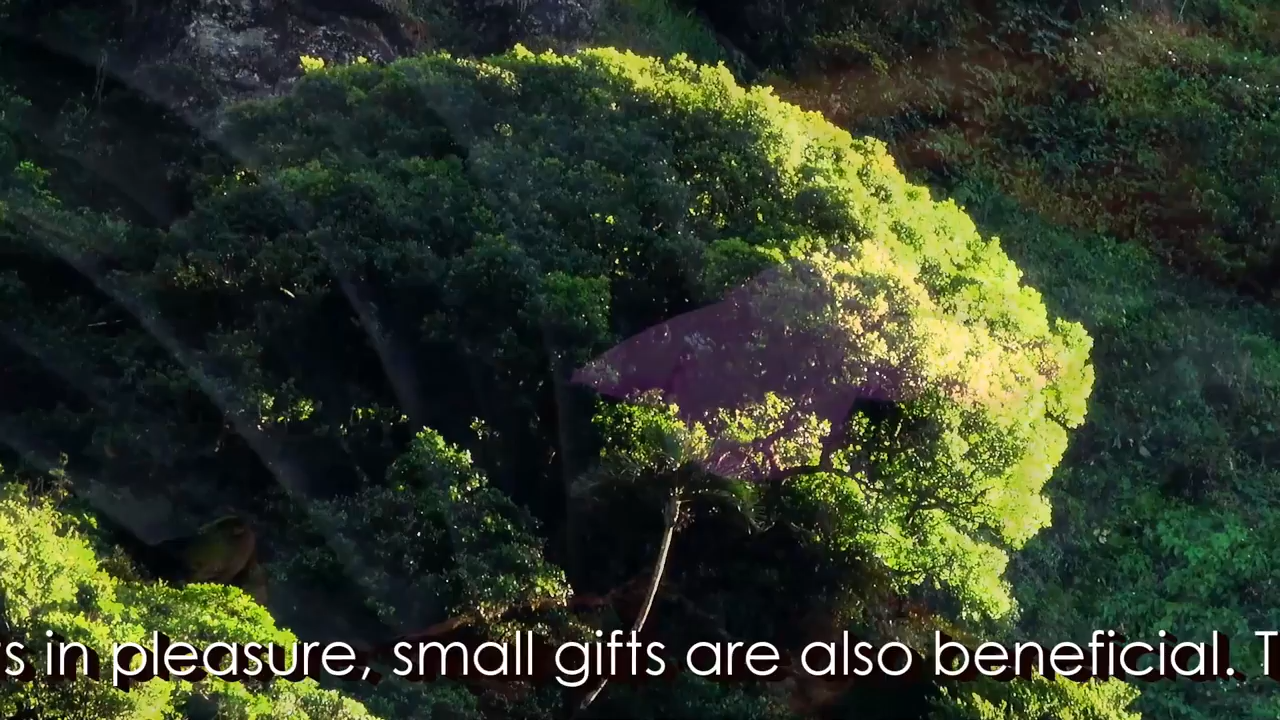 in pleasure, small gifts are also beneficial.